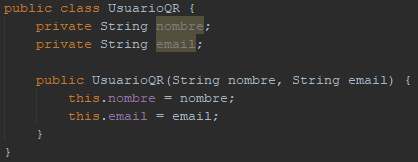 public class UsuarioQR {
private String nombre;
private String email;
public UsuarioQR(String nombre, String email) {
this.nombre = nombre;
this.email = email;
}
}